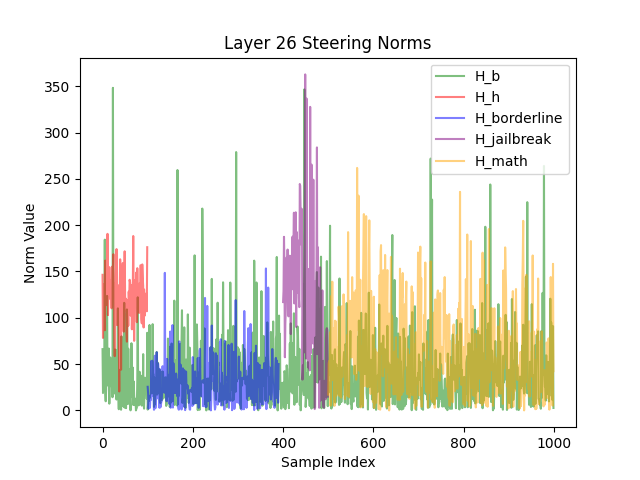 Layer 26 Steering Norms
350
300
250
200
150
100
50
0
Norm Value
H_b
H_h
H_borderline
H_jailbreak
H_math
0
200
400
600
800
1000
Sample Index